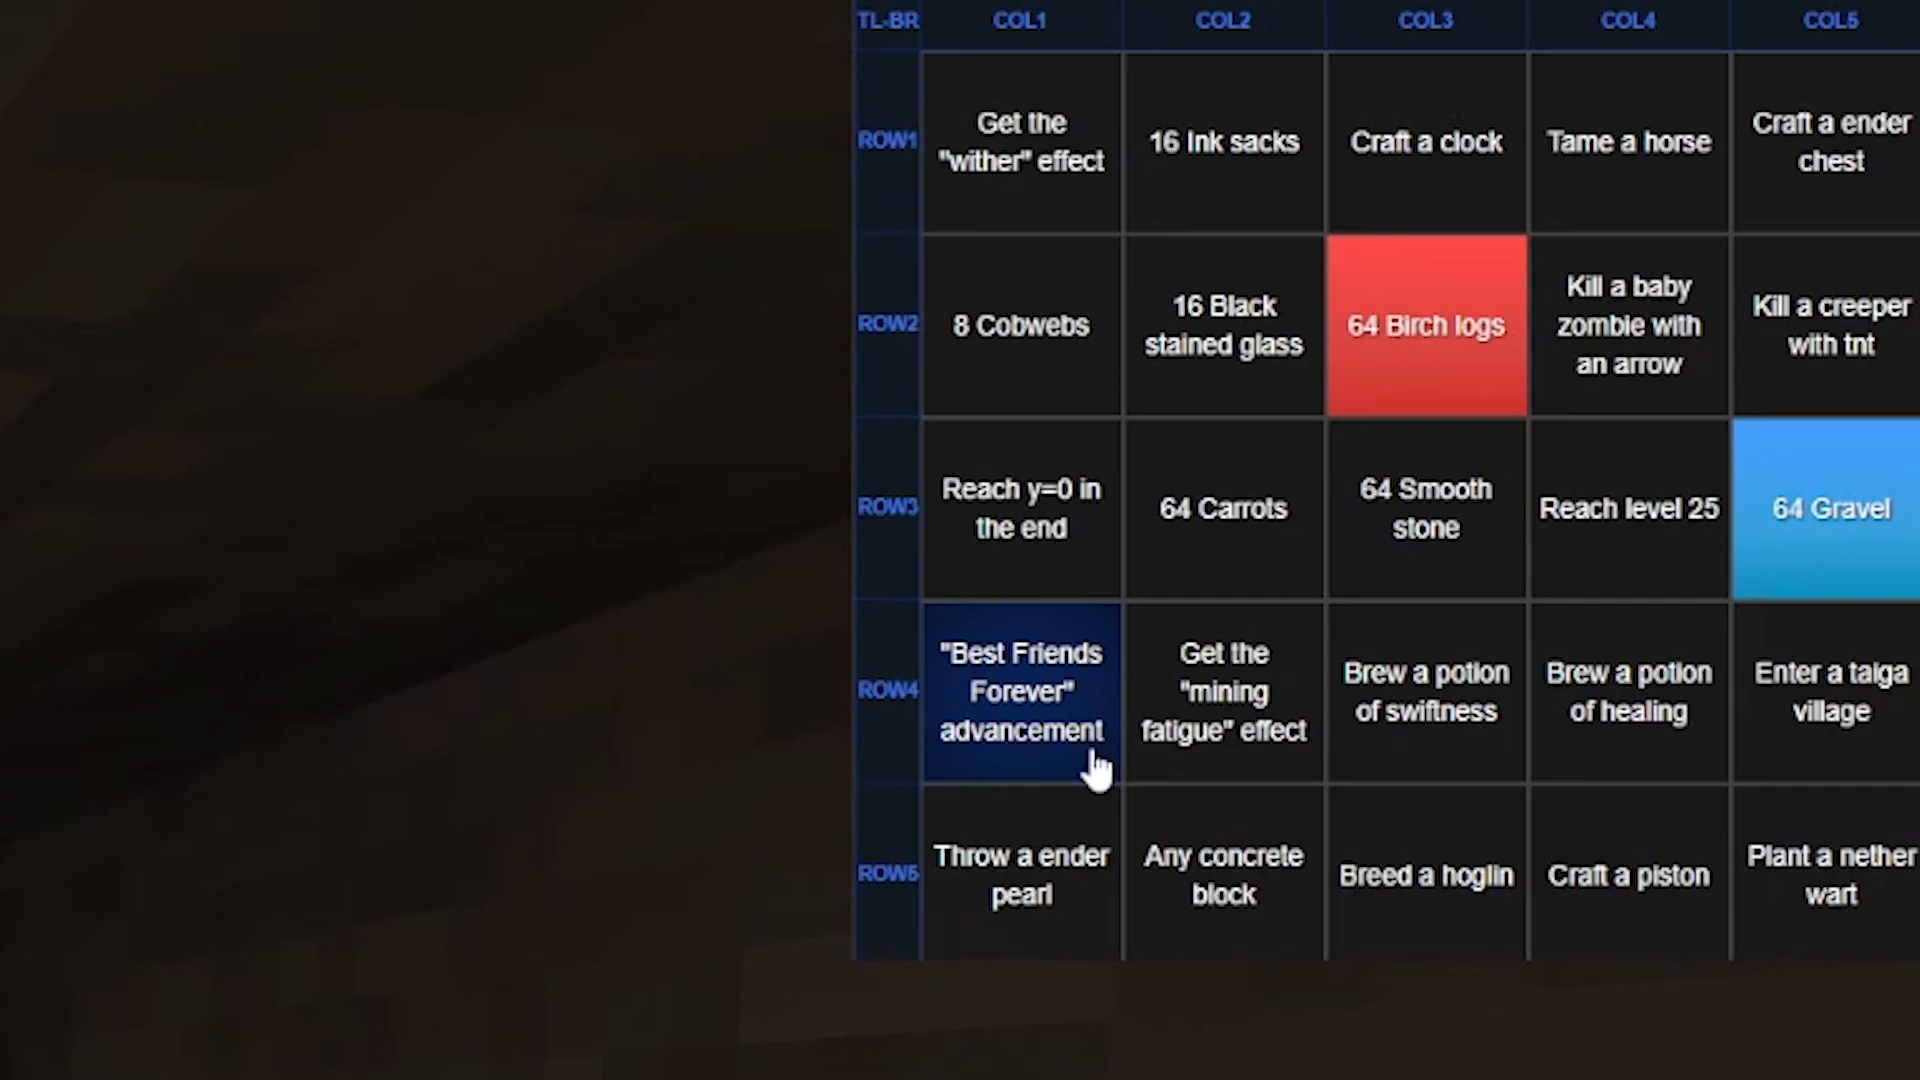 TL-BR COL1 COL2 COL3 COL4 COL5
ROW1
Get the
"wither" effect
16 Ink sacks
Craft a clock
Tame a horse
Craft a ender
chest
ROW2
8 Cobwebs
16 Black
stained glass
64 Birch logs
Kill a baby
zombie with
an arrow
Kill a creeper
with tnt
ROW3
Reach y=0 in
the end
64 Carrots
64 Smooth
stone
Reach level 25
64 Gravel
ROW4
"Best Friends
Forever"
advancement
Get the
"mining
fatigue" effect
Brew a potion
of swiftness
Brew a potion
of healing
Enter a taiga
village
ROW5
Throw a ender
pearl
Any concrete
block
Breed a hoglin
Craft a piston
Plant a nether
wart